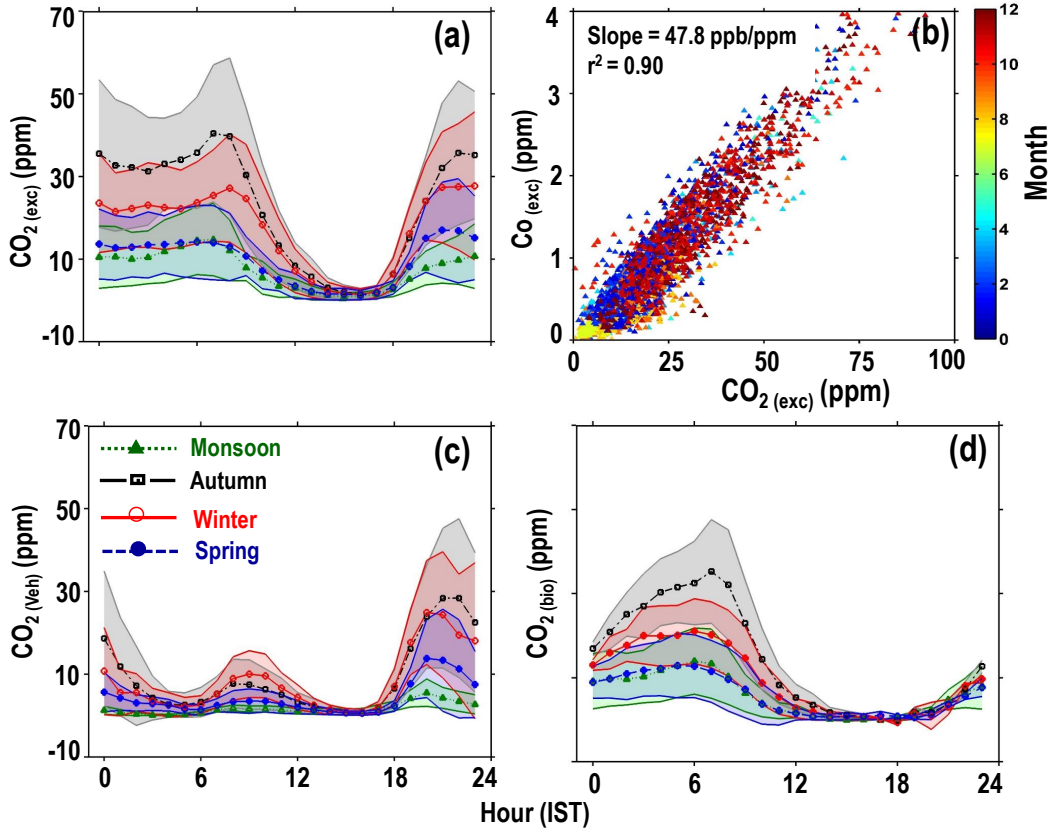 70
50
30
10
-10
CO2 (exc) (ppm)
(a)
4
3
2
1
0
Co (exc) (ppm)
Slope = 47.8 ppb/ppm
r2 = 0.90
(b)
0
25
50
75
100
CO2 (exc) (ppm)
12
10
8
6
4
2
0
Month
70
50
30
10
-10
CO2 (Veh) (ppm)
(c)
Monsoon
Autumn
Winter
Spring
0
6
12
18
24
CO2 (bio) (ppm)
(d)
0
6
12
18
24
Hour (IST)